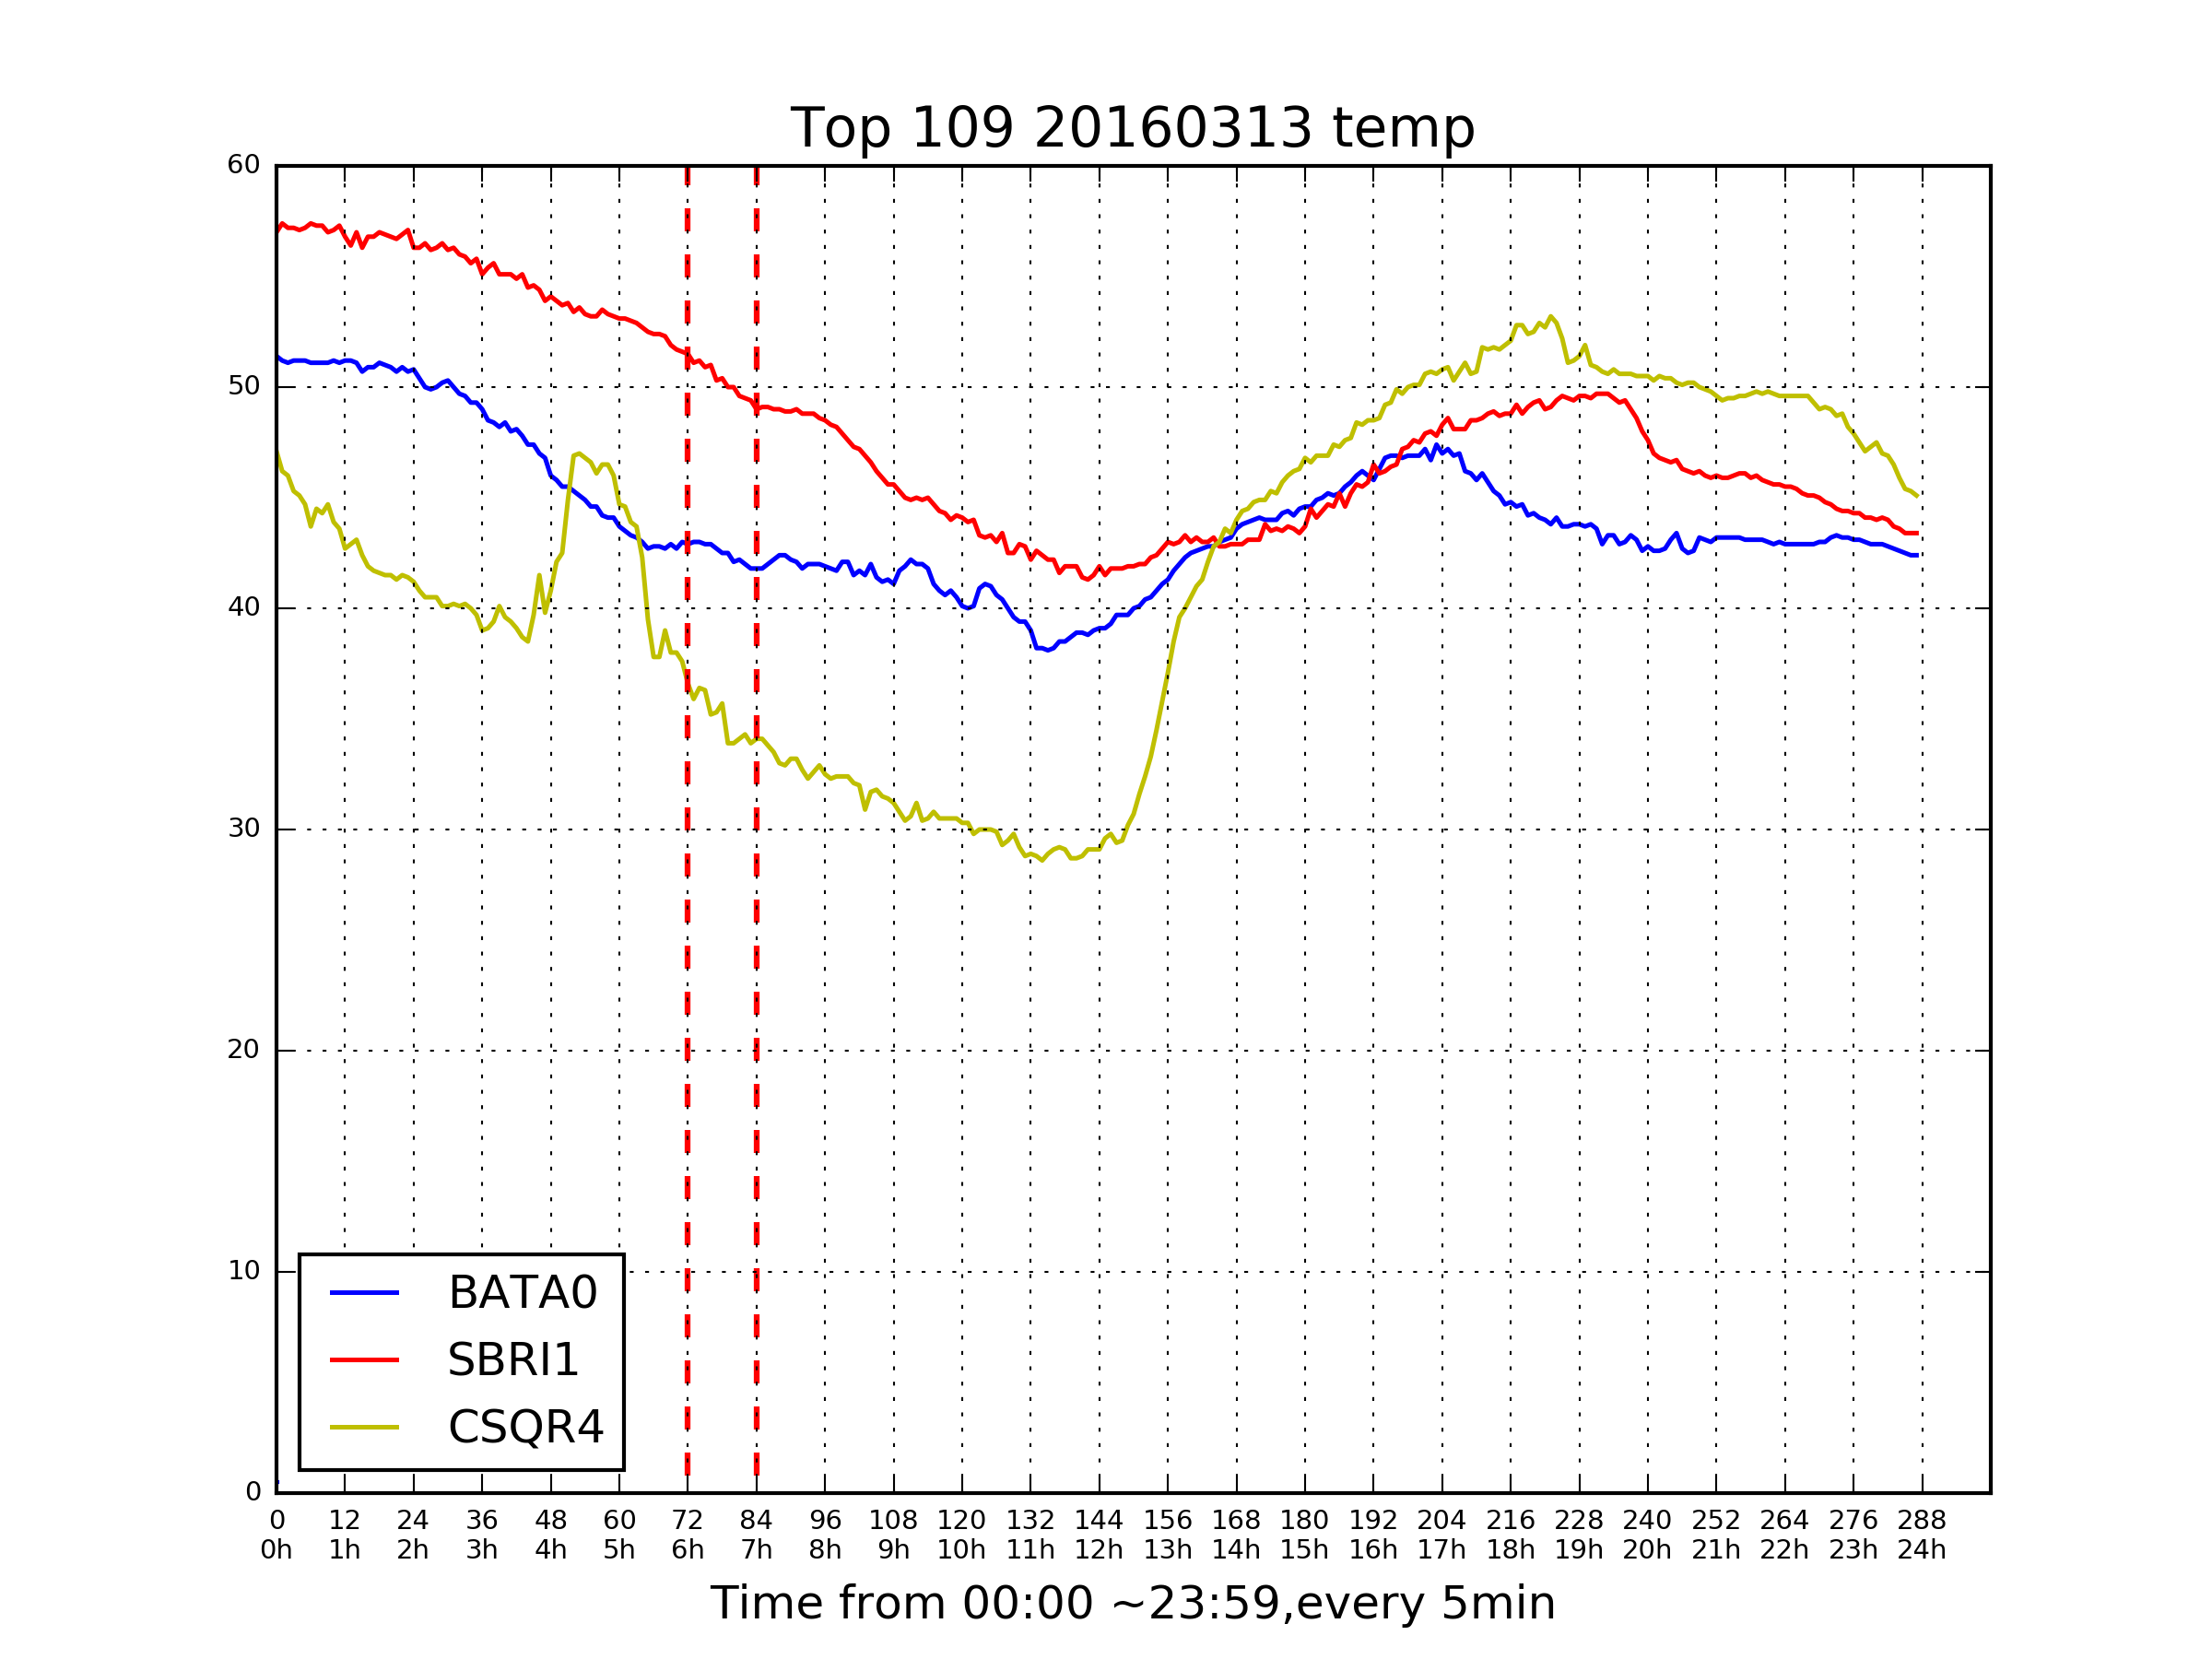 Top 109 20160313 temp
60
50
40
30
20
10
0
BATA0
SBRI1
CSQR4
0 12 24 36 48 60 72 84 96 108 120 132 144 156 168 180 192 204 216 228 240 252 264 276 288
0h 1h 2h 3h 4h 5h 6h 7h 8h 9h 10h 11h 12h 13h 14h 15h 16h 17h 18h 19h 20h 21h 22h 23h 24h
Time from 00:00 ~23:59,every 5min